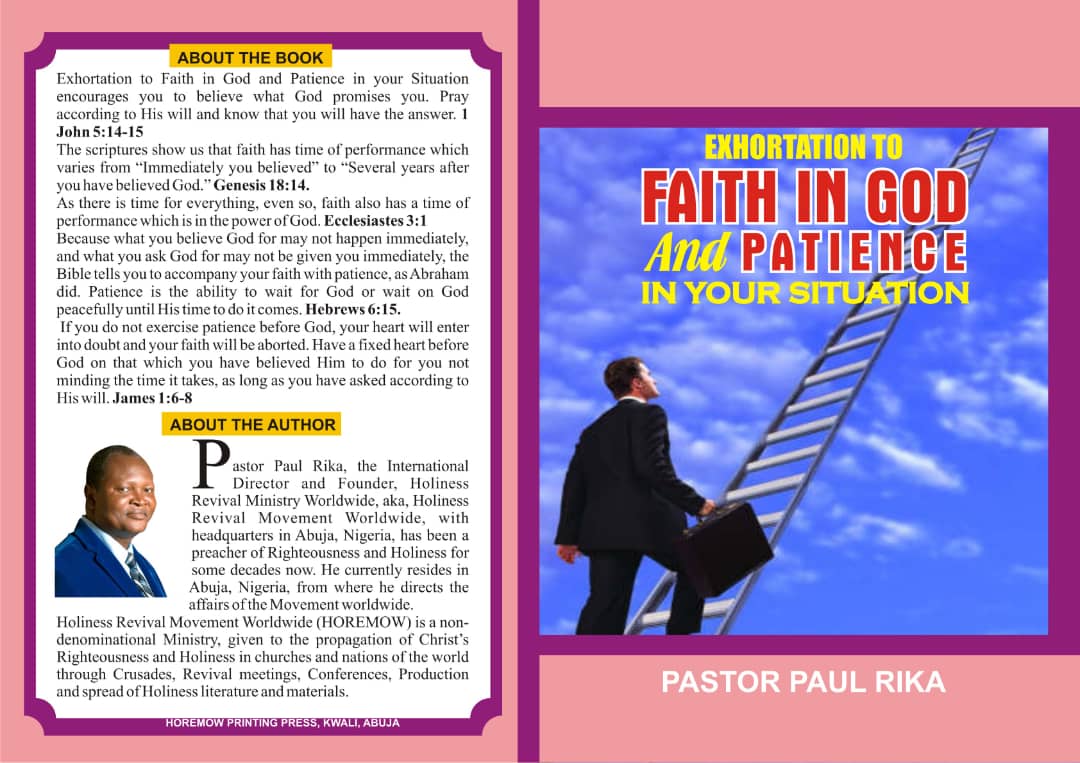 ABOUT THE BOOK
Exhortation to Faith in God and Patience in your Situation
encourages you to believe what God promises you. Pray
according to His will and know that you will have the answer. 1
John 5:14-15
The scriptures show us that faith has time of performance which
varies from “Immediately you believed” to “Several years after
you have believed God.” Genesis 18:14.
As there is time for everything, even so, faith also has a time of
performance which is in the power of God. Ecclesiastes 3:1
Because what you believe God for may not happen immediately,
and what you ask God for may not be given you immediately, the
Bible tells you to accompany your faith with patience, as Abraham
did. Patience is the ability to wait for God or wait on God
peacefully until His time to do it comes. Hebrews 6:15.
If you do not exercise patience before God, your heart will enter
into doubt and your faith will be aborted. Have a fixed heart before
God on that which you have believed Him to do for you not
minding the time it takes, as long as you have asked according to
His will. James 1:6-8
ABOUT THE AUTHOR
Pastor Paul Rika, the International
Director and Founder, Holiness
Revival Ministry Worldwide, aka, Holiness
Revival Movement Worldwide, with
headquarters in Abuja, Nigeria, has been a
preacher of Righteousness and Holiness for
some decades now. He currently resides in
Abuja, Nigeria, from where he directs the
affairs of the Movement worldwide.
Holiness Revival Movement Worldwide (HOREMOW) is a non-
denominational Ministry, given to the propagation of Christ’s
Righteousness and Holiness in churches and nations of the world
through Crusades, Revival meetings, Conferences, Production
and spread of Holiness literature and materials.
HOREMOW PRINTING PRESS, KWALI, ABUJA
EXHORTATION TO
FAITH IN GOD
And PATIENCE
IN YOUR SITUATION
PASTOR PAUL RIKA